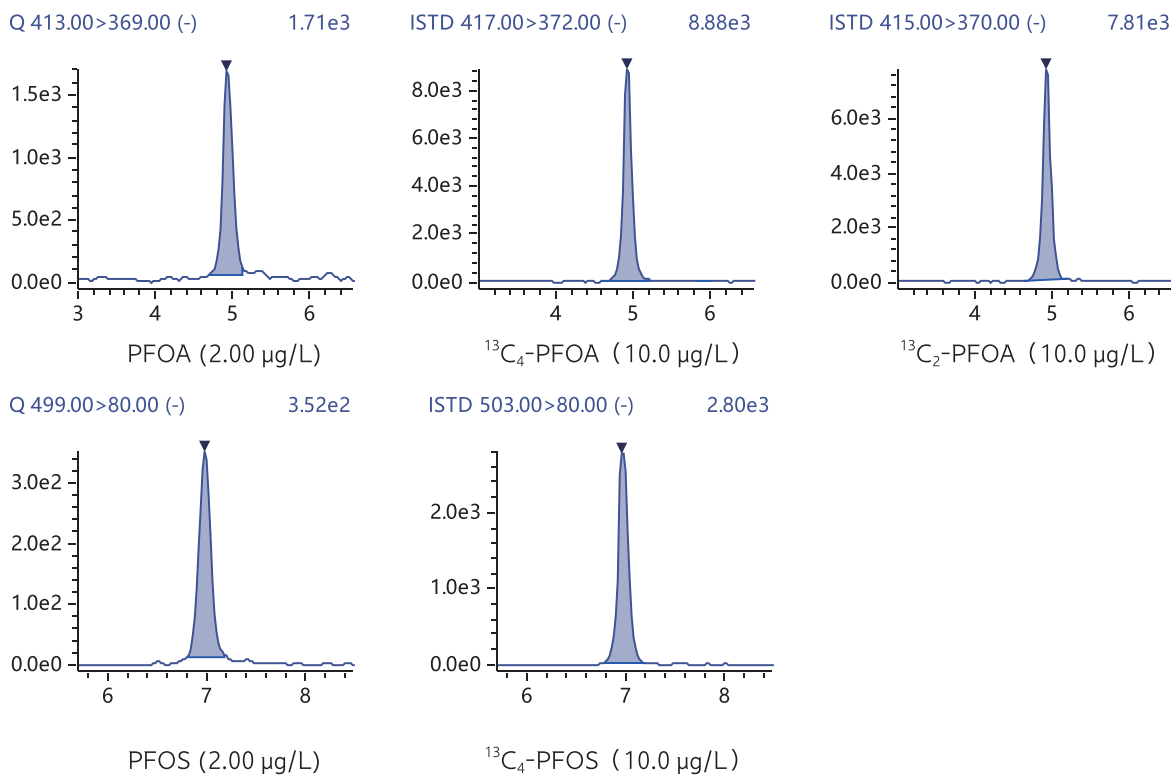 Q 413.00>369.00 (-) 1.71e3
1.5e3
1.0e3
5.0e2
0.0e0
3 4 5 6
PFOA (2.00 µg/L)
ISTD 417.00>372.00 (-) 8.88e3
8.0e3
6.0e3
4.0e3
2.0e3
0.0e0
4 5 6
¹³C₄-PFOA (10.0 µg/L)
ISTD 415.00>370.00 (-) 7.81e3
6.0e3
4.0e3
2.0e3
0.0e0
4 5 6
¹³C₂-PFOA (10.0 µg/L)
Q 499.00>80.00 (-) 3.52e2
3.0e2
2.0e2
1.0e2
0.0e0
6 7 8
PFOS (2.00 µg/L)
ISTD 503.00>80.00 (-) 2.80e3
2.0e3
1.0e3
0.0e0
6 7 8
¹³C₄-PFOS (10.0 µg/L)